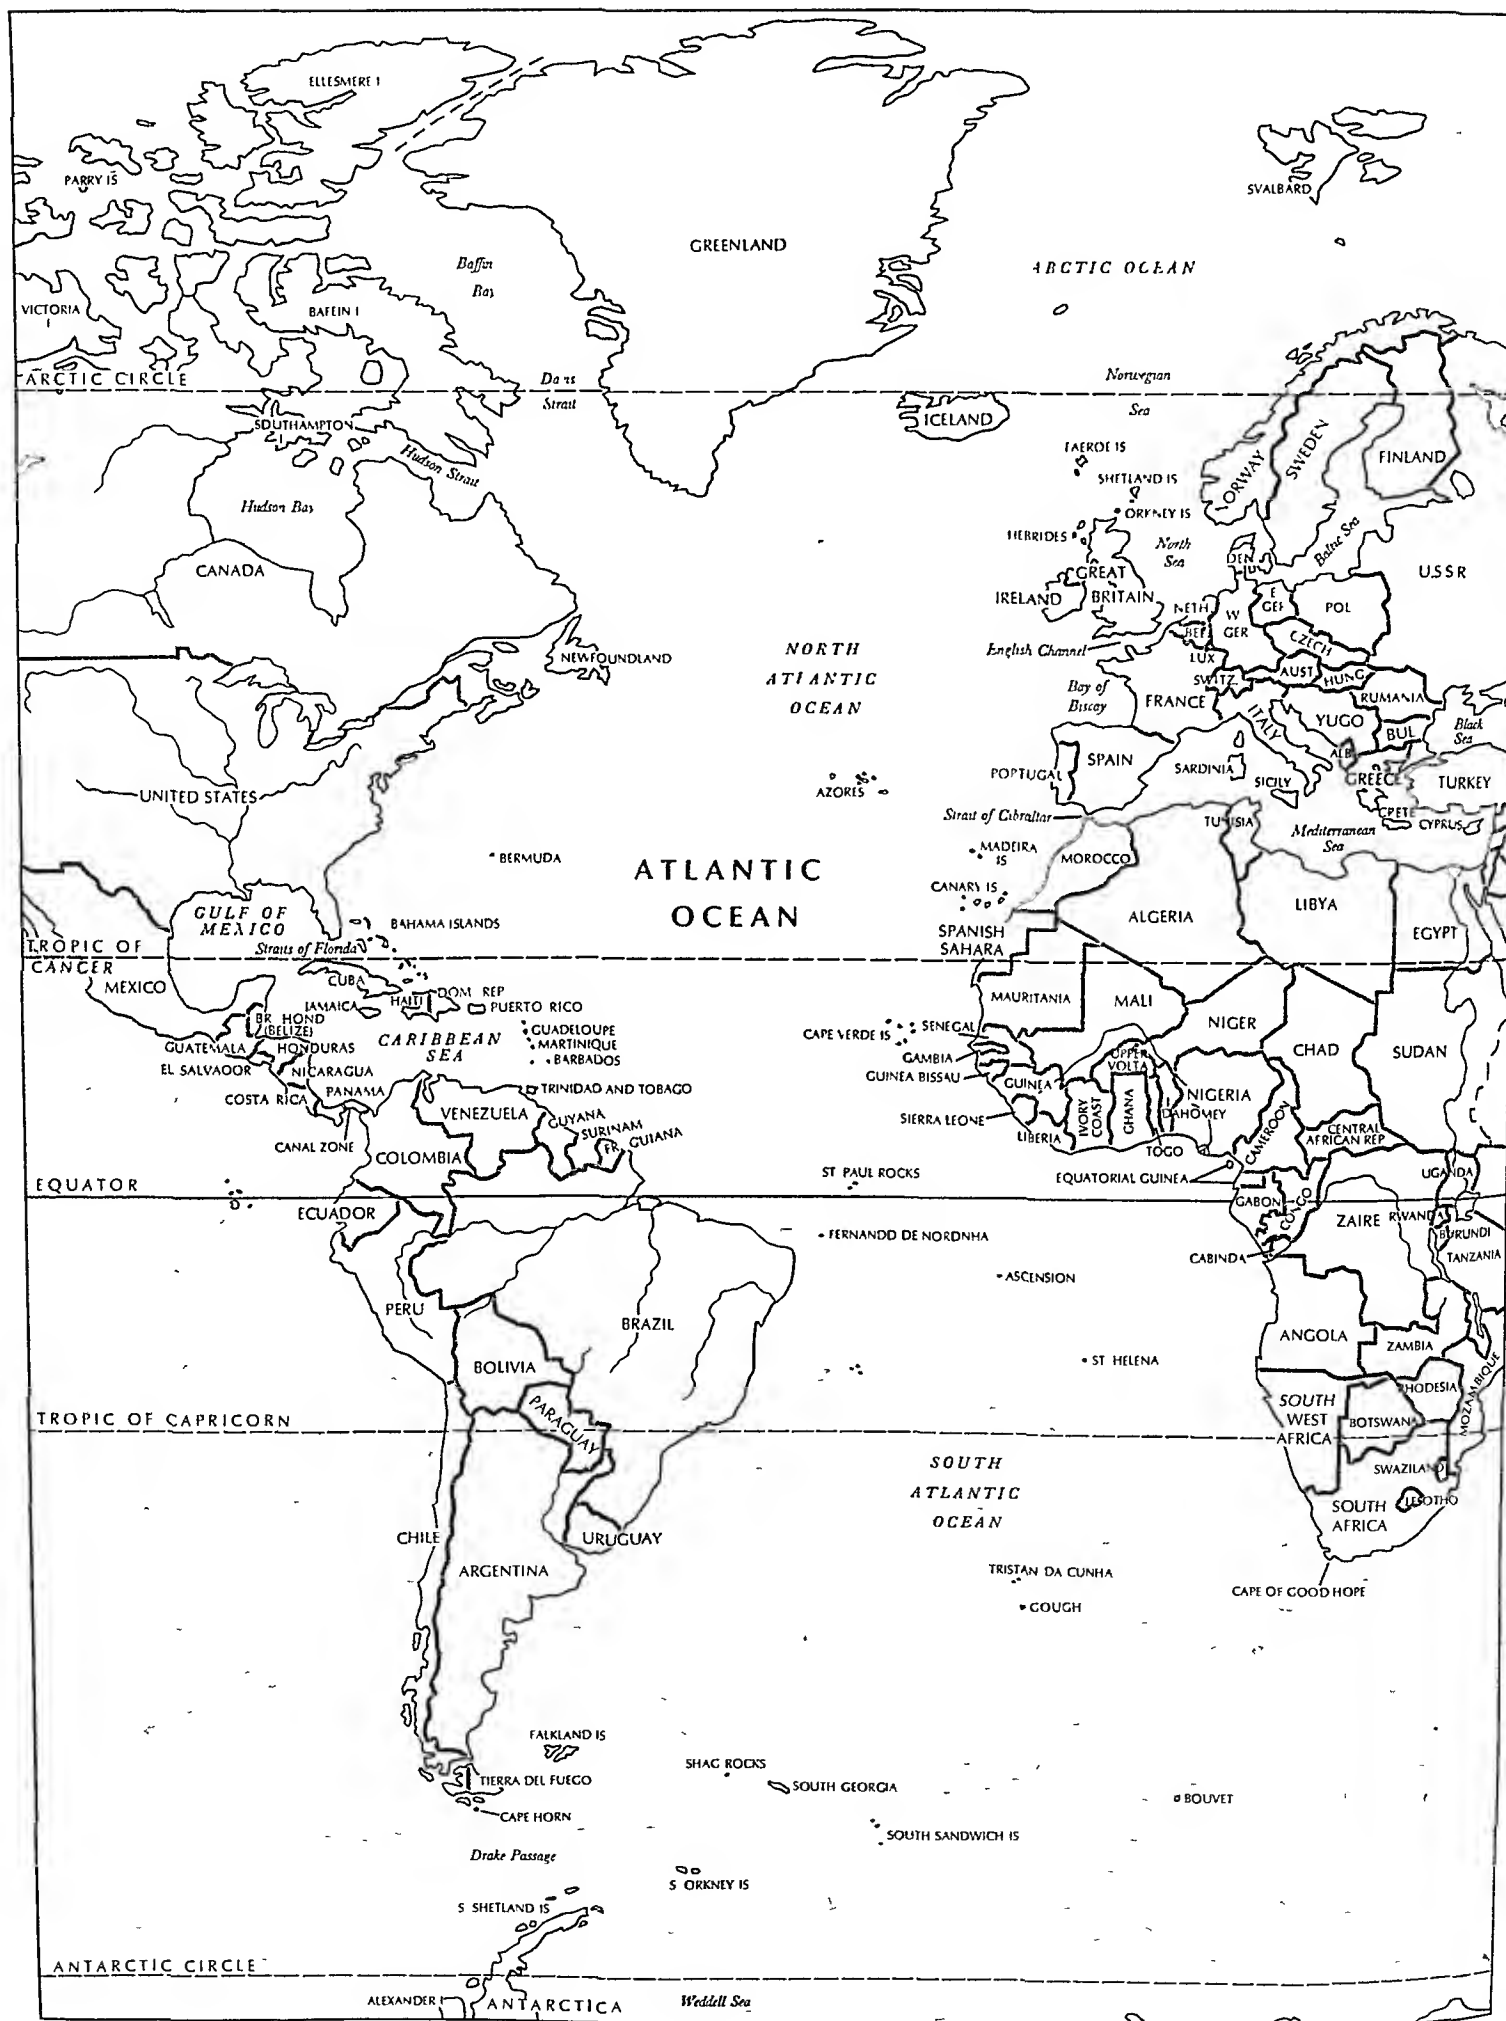 ELLESMERE I
PARRY IS
SVALBARD
GREENLAND
Baffin
Bay
ARCTIC OCEAN
VICTORIA
I
BAFFIN I
ARCTIC CIRCLE
Strait
Norwegian
Sea
ICELAND
SOUTHAMPTON
I
Hudson Strait
FAEROE IS
SHETLAND IS
ORKNEY IS
HEBRIDES
NORWAY
SWEDEN
FINLAND
Hudson Bay
North
Sea
Baltic Sea
DEN
CANADA
GREAT
BRITAIN
IRELAND
U.S.S.R
NETH
BEL
LUX
W
GER
E
GER
POL
CZECH
English Channel
SWITZ.
AUST
HUNG
RUMANIA
NEWFOUNDLAND
NORTH
ATLANTIC
OCEAN
Bay of
Biscay
FRANCE
ITALY
YUGO
BUL
Black
Sea
ALB
PORTUGAL
SPAIN
SARDINIA
SICILY
GREECE
TURKEY
CRETE
CYPRUS
AZORES
UNITED STATES
Strait of Gibraltar
TUNISIA
Mediterranean
Sea
BERMUDA
MADEIRA
IS
MOROCCO
ATLANTIC
OCEAN
CANARY IS
ALGERIA
LIBYA
EGYPT
GULF OF
MEXICO
BAHAMA ISLANDS
Straits of Florida
SPANISH
SAHARA
TROPIC OF
CANCER
MEXICO
CUBA
HAITI
DOM REP
JAMAICA
PUERTO RICO
BR HOND
(BELIZE)
GUADELOUPE
MARTINIQUE
BARBADOS
CARIBBEAN
SEA
GUATEMALA
HONDURAS
EL SALVADOR
NICARAGUA
COSTA RICA
PANAMA
TRINIDAD AND TOBAGO
CANAL ZONE
VENEZUELA
GUYANA
SURINAM
FR. GUIANA
COLOMBIA
MAURITANIA
MALI
NIGER
CHAD
SUDAN
CAPE VERDE IS
SENEGAL
GAMBIA
GUINEA BISSAU
GUINEA
UPPER
VOLTA
NIGERIA
SIERRA LEONE
LIBERIA
IVORY
COAST
GHANA
DAHOMEY
TOGO
CAMEROON
CENTRAL
AFRICAN REP
ST PAUL ROCKS
EQUATORIAL GUINEA
EQUATOR
UGANDA
ECUADOR
GABON
CONGO
ZAIRE
RWANDA
BURUNDI
TANZANIA
FERNANDO DE NORONHA
CABINDA
ASCENSION
PERU
BRAZIL
ANGOLA
ZAMBIA
BOLIVIA
ST HELENA
MOZAMBIQUE
RHODESIA
SOUTH
WEST
AFRICA
BOTSWANA
PARAGUAY
TROPIC OF CAPRICORN
SOUTH
ATLANTIC
OCEAN
SWAZILAND
LESOTHO
SOUTH
AFRICA
CHILE
URUGUAY
ARGENTINA
TRISTAN DA CUNHA
GOUGH
CAPE OF GOOD HOPE
FALKLAND IS
TIERRA DEL FUEGO
CAPE HORN
SHAG ROCKS
SOUTH GEORGIA
BOUVET
SOUTH SANDWICH IS
Drake Passage
S ORKNEY IS
S SHETLAND IS
ANTARCTIC CIRCLE
ALEXANDER I
ANTARCTICA
Weddell Sea